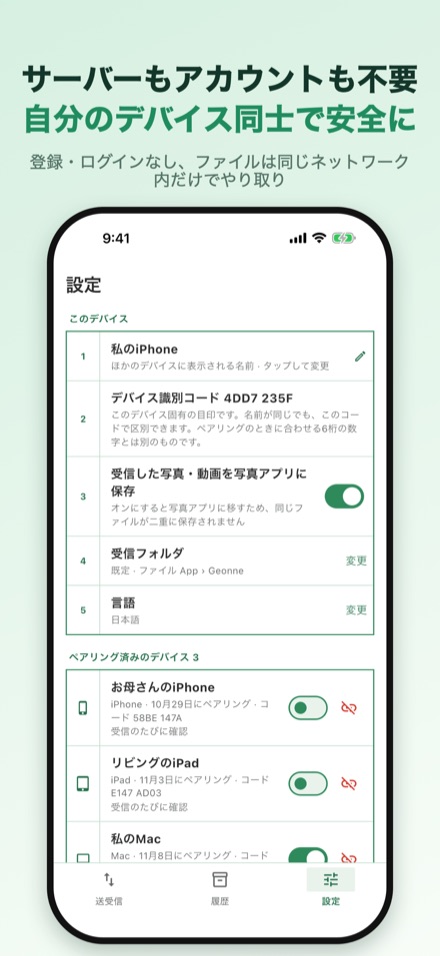 サーバーもアカウントも不要
自分のデバイス同士で安全に
登録・ログインなし、ファイルは同じネットワーク
内だけでやり取り
9:41
設定
このデバイス
1
私のiPhone
ほかのデバイスに表示される名前 · タップして変更
2
デバイス識別コード 4DD7 235F
このデバイス固有の目印です。名前が同じでも、このコー
ドで区別できます。ペアリングのときに合わせる6桁の数
字とは別のものです。
3
受信した写真・動画を写真アプリに
保存
オンにすると写真アプリに移すため、同じフ
ァイルが二重に保存されません
4
受信フォルダ
既定 · ファイル App › Geonne
変更
5
言語
日本語
変更
ペアリング済みのデバイス 3
お母さんのiPhone
iPhone · 10月29日にペアリング · コ
ード 58BE 147A
受信のたびに確認
リビングのiPad
iPad · 11月3日にペアリング · コード
E147 AD03
受信のたびに確認
私のMac
Mac · 11月8日にペアリング · コード
送受信
履歴
設定